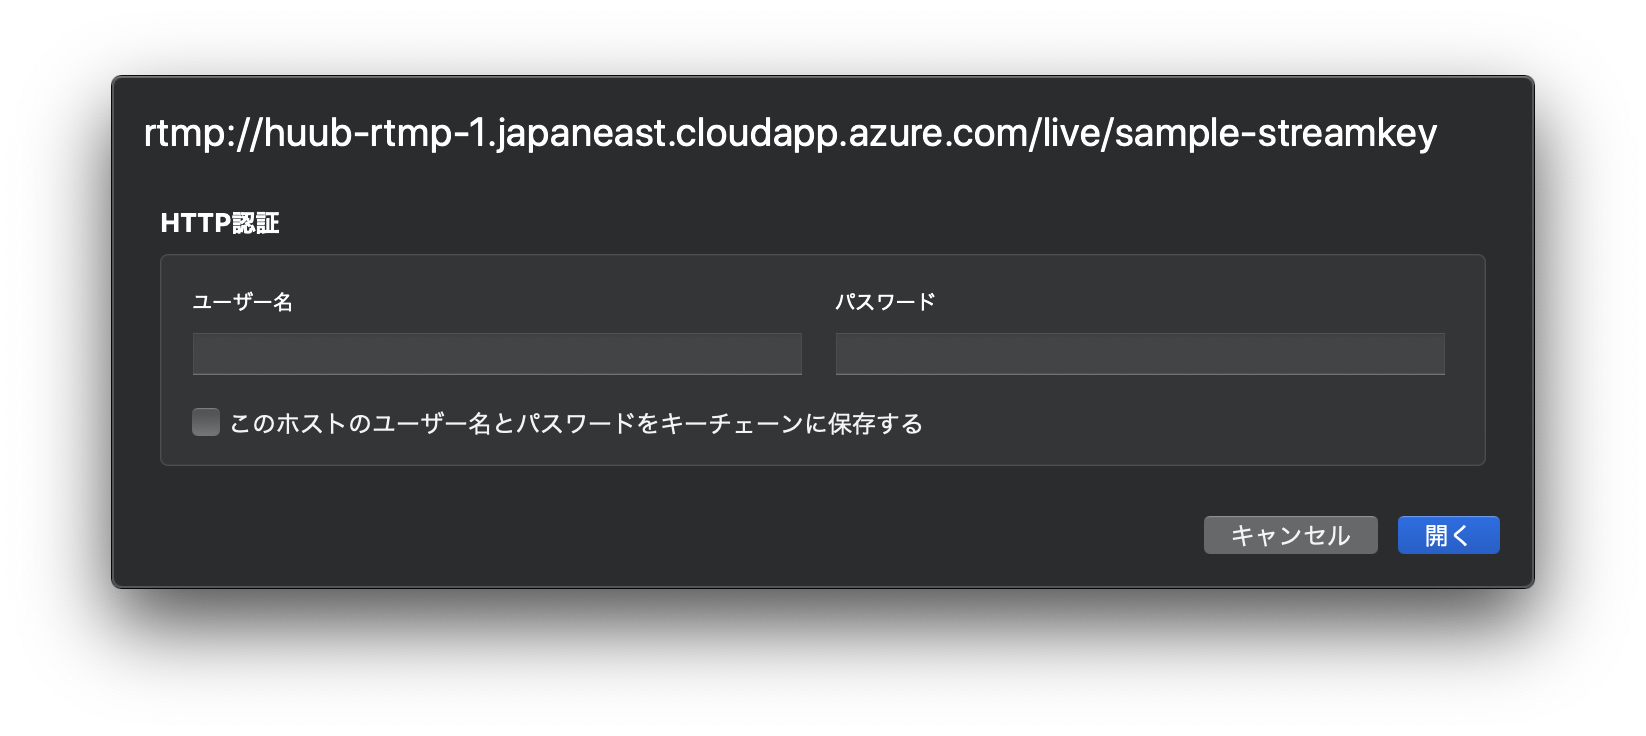 rtmp://huub-rtmp-1.japaneast.cloudapp.azure.com/live/sample-streamkey
HTTP認証
ユーザー名
パスワード
このホストのユーザー名とパスワードをキーチェーンに保存する
キャンセル
開く